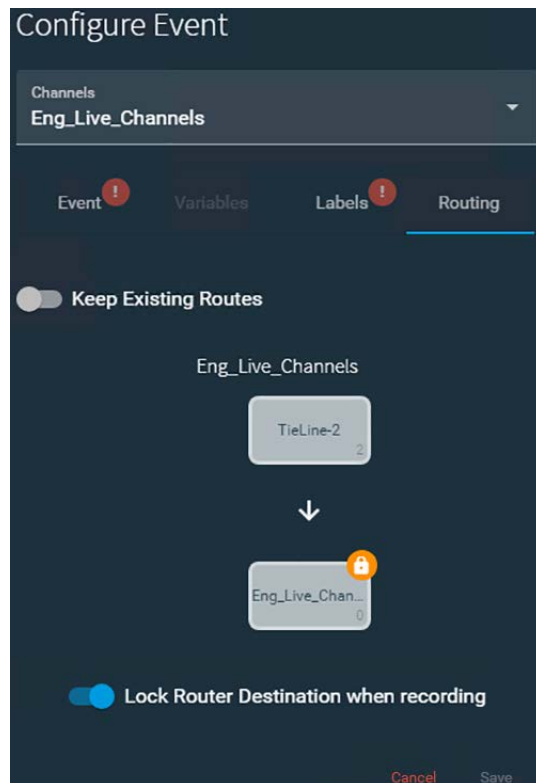 Configure Event
Channels
Eng_Live_Channels
Event ! Variables Labels ! Routing
Keep Existing Routes
Eng_Live_Channels
TieLine-2
2
Eng_Live_Chan...
0
Lock Router Destination when recording
Cancel Save